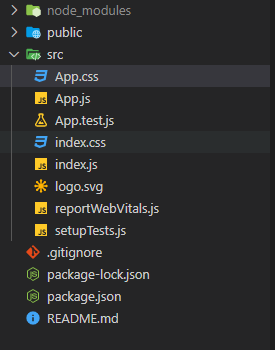 node_modules
public
src
App.css
App.js
App.test.js
index.css
index.js
logo.svg
reportWebVitals.js
setupTests.js
.gitignore
package-lock.json
package.json
README.md